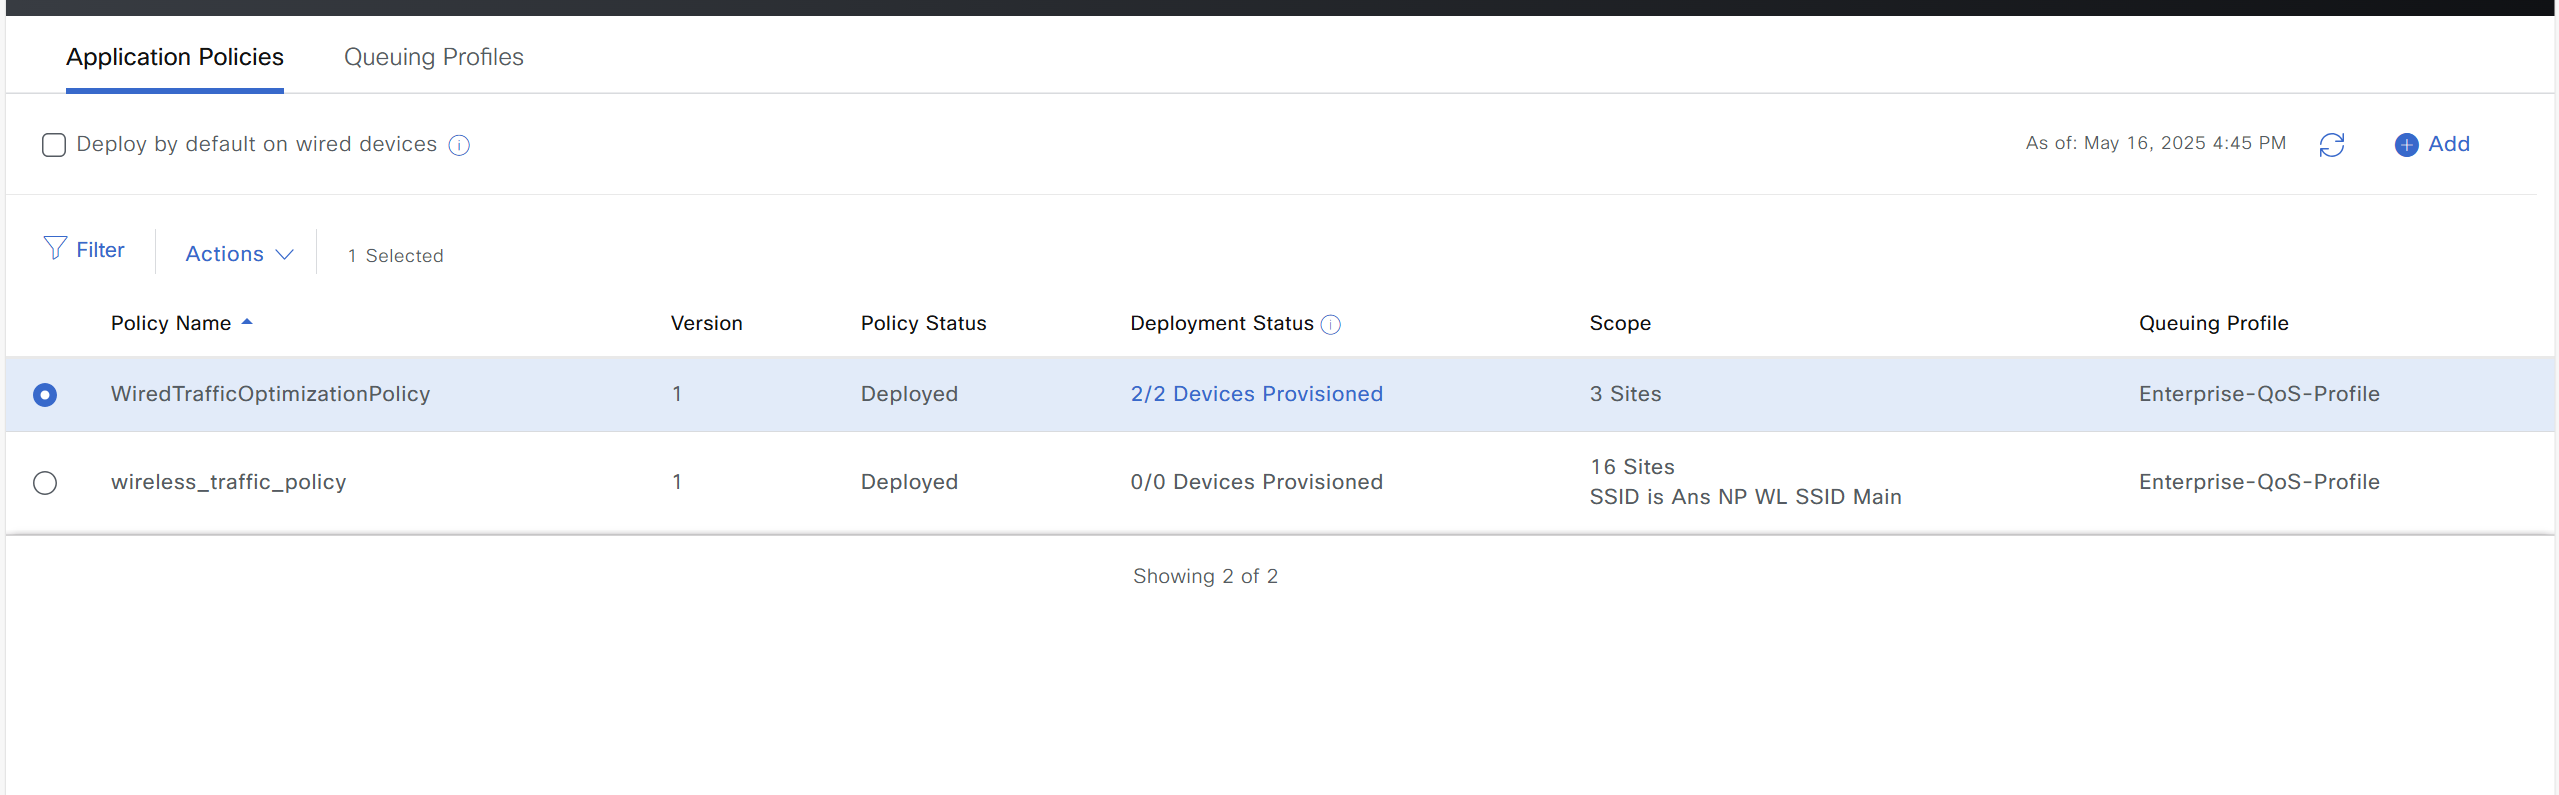 Application Policies Queuing Profiles
Deploy by default on wired devices As of: May 16, 2025 4:45 PM Add
Filter Actions 1 Selected
Policy Name Version Policy Status Deployment Status Scope Queuing Profile
WiredTrafficOptimizationPolicy 1 Deployed 2/2 Devices Provisioned 3 Sites Enterprise-QoS-Profile
wireless_traffic_policy 1 Deployed 0/0 Devices Provisioned 16 Sites Enterprise-QoS-Profile
SSID is Ans NP WL SSID Main
Showing 2 of 2